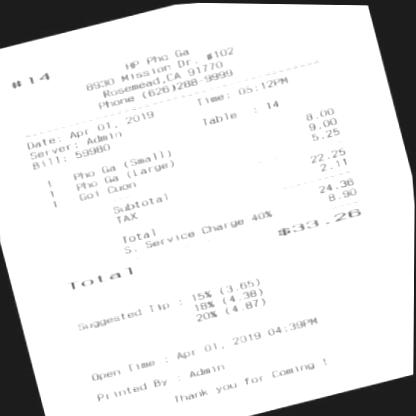 #14
HP Pho Ga
8930 Mission Dr. #102
Rosemead,CA 91770
Phone (626)288-9999
Date: Apr 01, 2019 Time: 05:12PM
Server: Admin Table : 14
Bill: 59980
1 Pho Ga (Small) 8.00
1 Pho Ga (Large) 9.00
1 Goi Cuon 5.25
Subtotal 22.25
TAX 2.11
Total 24.36
S. Service Charge 40% 8.90
Total $33.26
Suggested Tip : 15% (3.65)
18% (4.38)
20% (4.87)
Open Time : Apr 01, 2019 04:39PM
Printed By : Admin
Thank you for Coming !